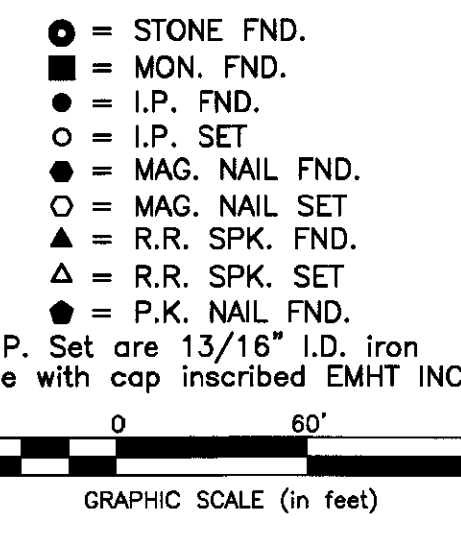 = STONE FND.
= MON. FND.
= I.P. FND.
= I.P. SET
= MAG. NAIL FND.
= MAG. NAIL SET
= R.R. SPK. FND.
= R.R. SPK. SET
= P.K. NAIL FND.
P. Set are 13/16" I.D. iron
e with cap inscribed EMHT INC
0 60'
GRAPHIC SCALE (in feet)